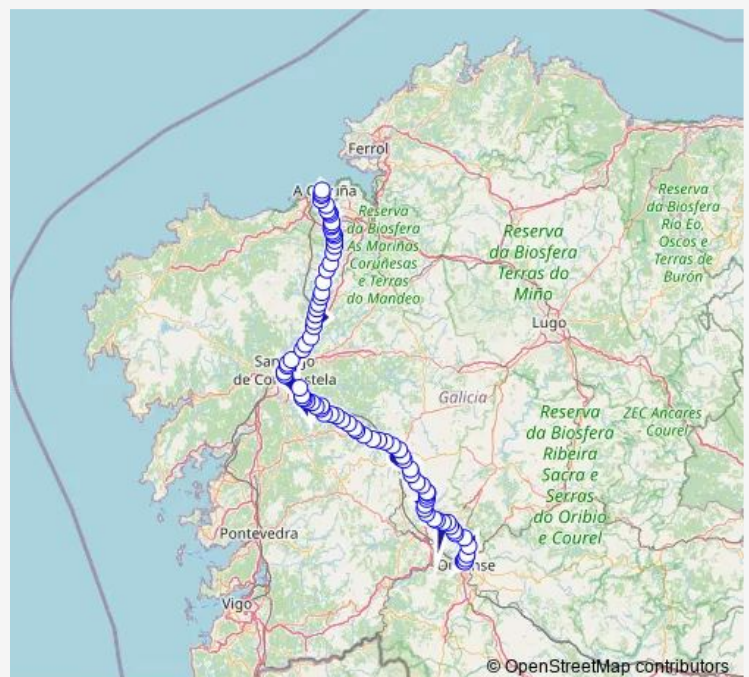 Ferrol
A Coruña
Reserva
da Biosfera
As Mariñas
Coruñesas
e Terras
do Mandeo
Reserva
da Biosfera
Terras do
Miño
Reserva
da Biosfera
Río Eo,
Oscos e
Terras de
Burón
Lugo
Santiago
de Compostela
Galicia
Reserva
da Biosfera
Ribeira
Sacra e
Serras
do Oribio
e Courel
ZEC Ancares
- Courel
Pontevedra
Ourense
Vigo
© OpenStreetMap contributors